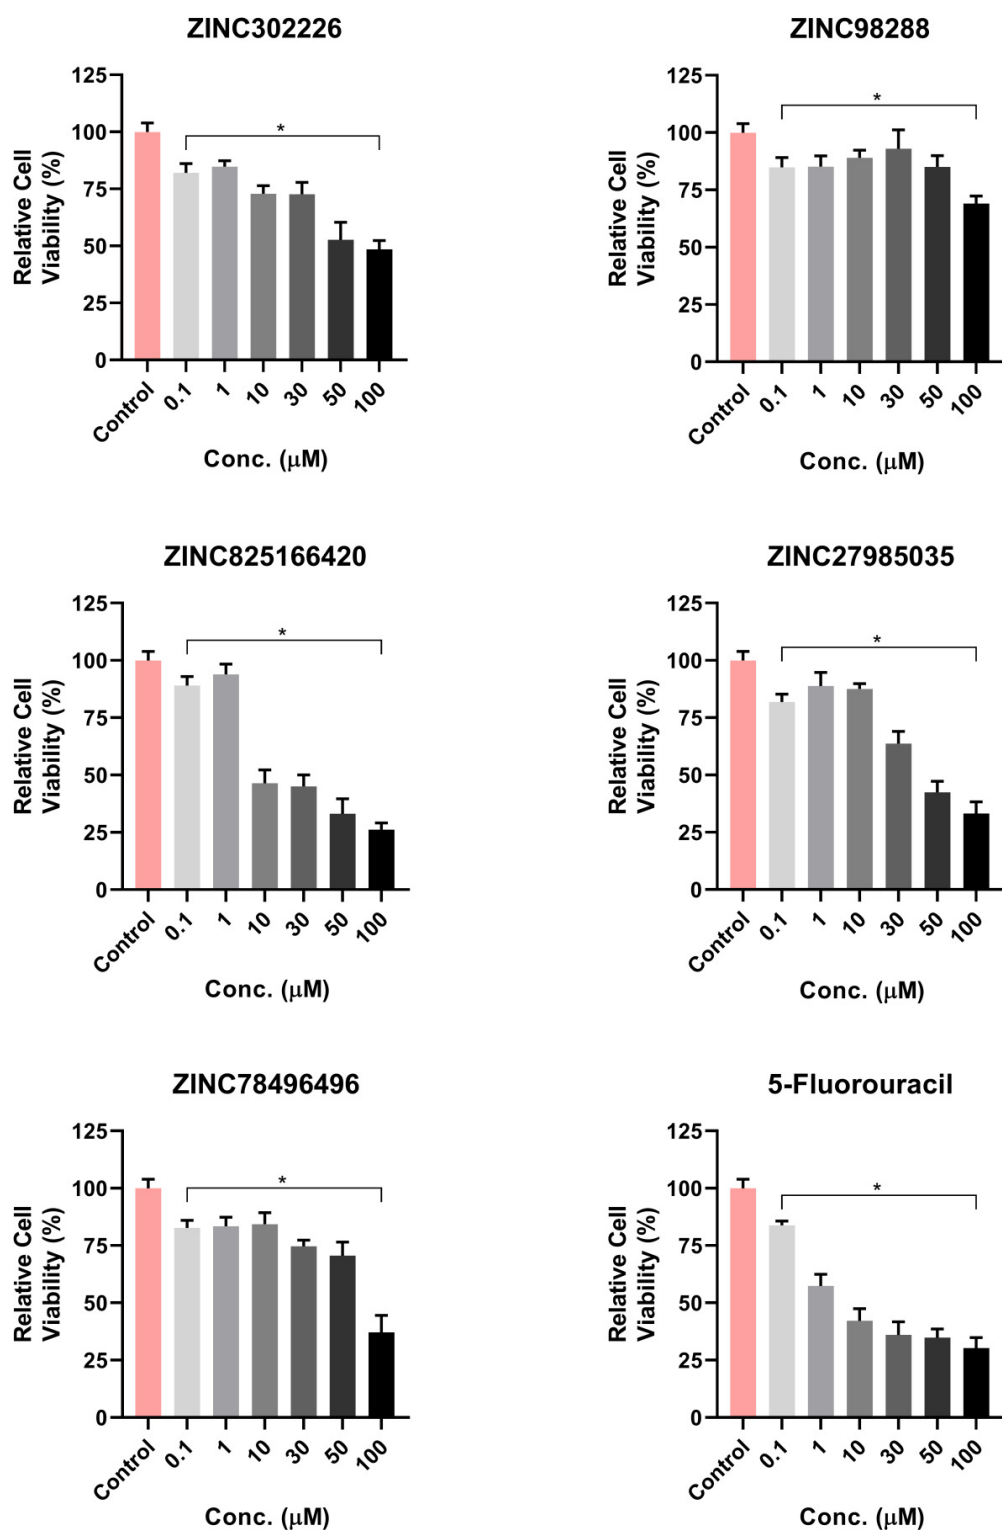 ZINC302226
125
100
75
50
25
0
Relative Cell
Viability (%)
*
Control 0.1 1 10 30 50 100
Conc. (μM)
ZINC98288
125
100
75
50
25
0
Relative Cell
Viability (%)
*
Control 0.1 1 10 30 50 100
Conc. (μM)
ZINC825166420
125
100
75
50
25
0
Relative Cell
Viability (%)
*
Control 0.1 1 10 30 50 100
Conc. (μM)
ZINC27985035
125
100
75
50
25
0
Relative Cell
Viability (%)
*
Control 0.1 1 10 30 50 100
Conc. (μM)
ZINC78496496
125
100
75
50
25
0
Relative Cell
Viability (%)
*
Control 0.1 1 10 30 50 100
Conc. (μM)
5-Fluorouracil
125
100
75
50
25
0
Relative Cell
Viability (%)
*
Control 0.1 1 10 30 50 100
Conc. (μM)